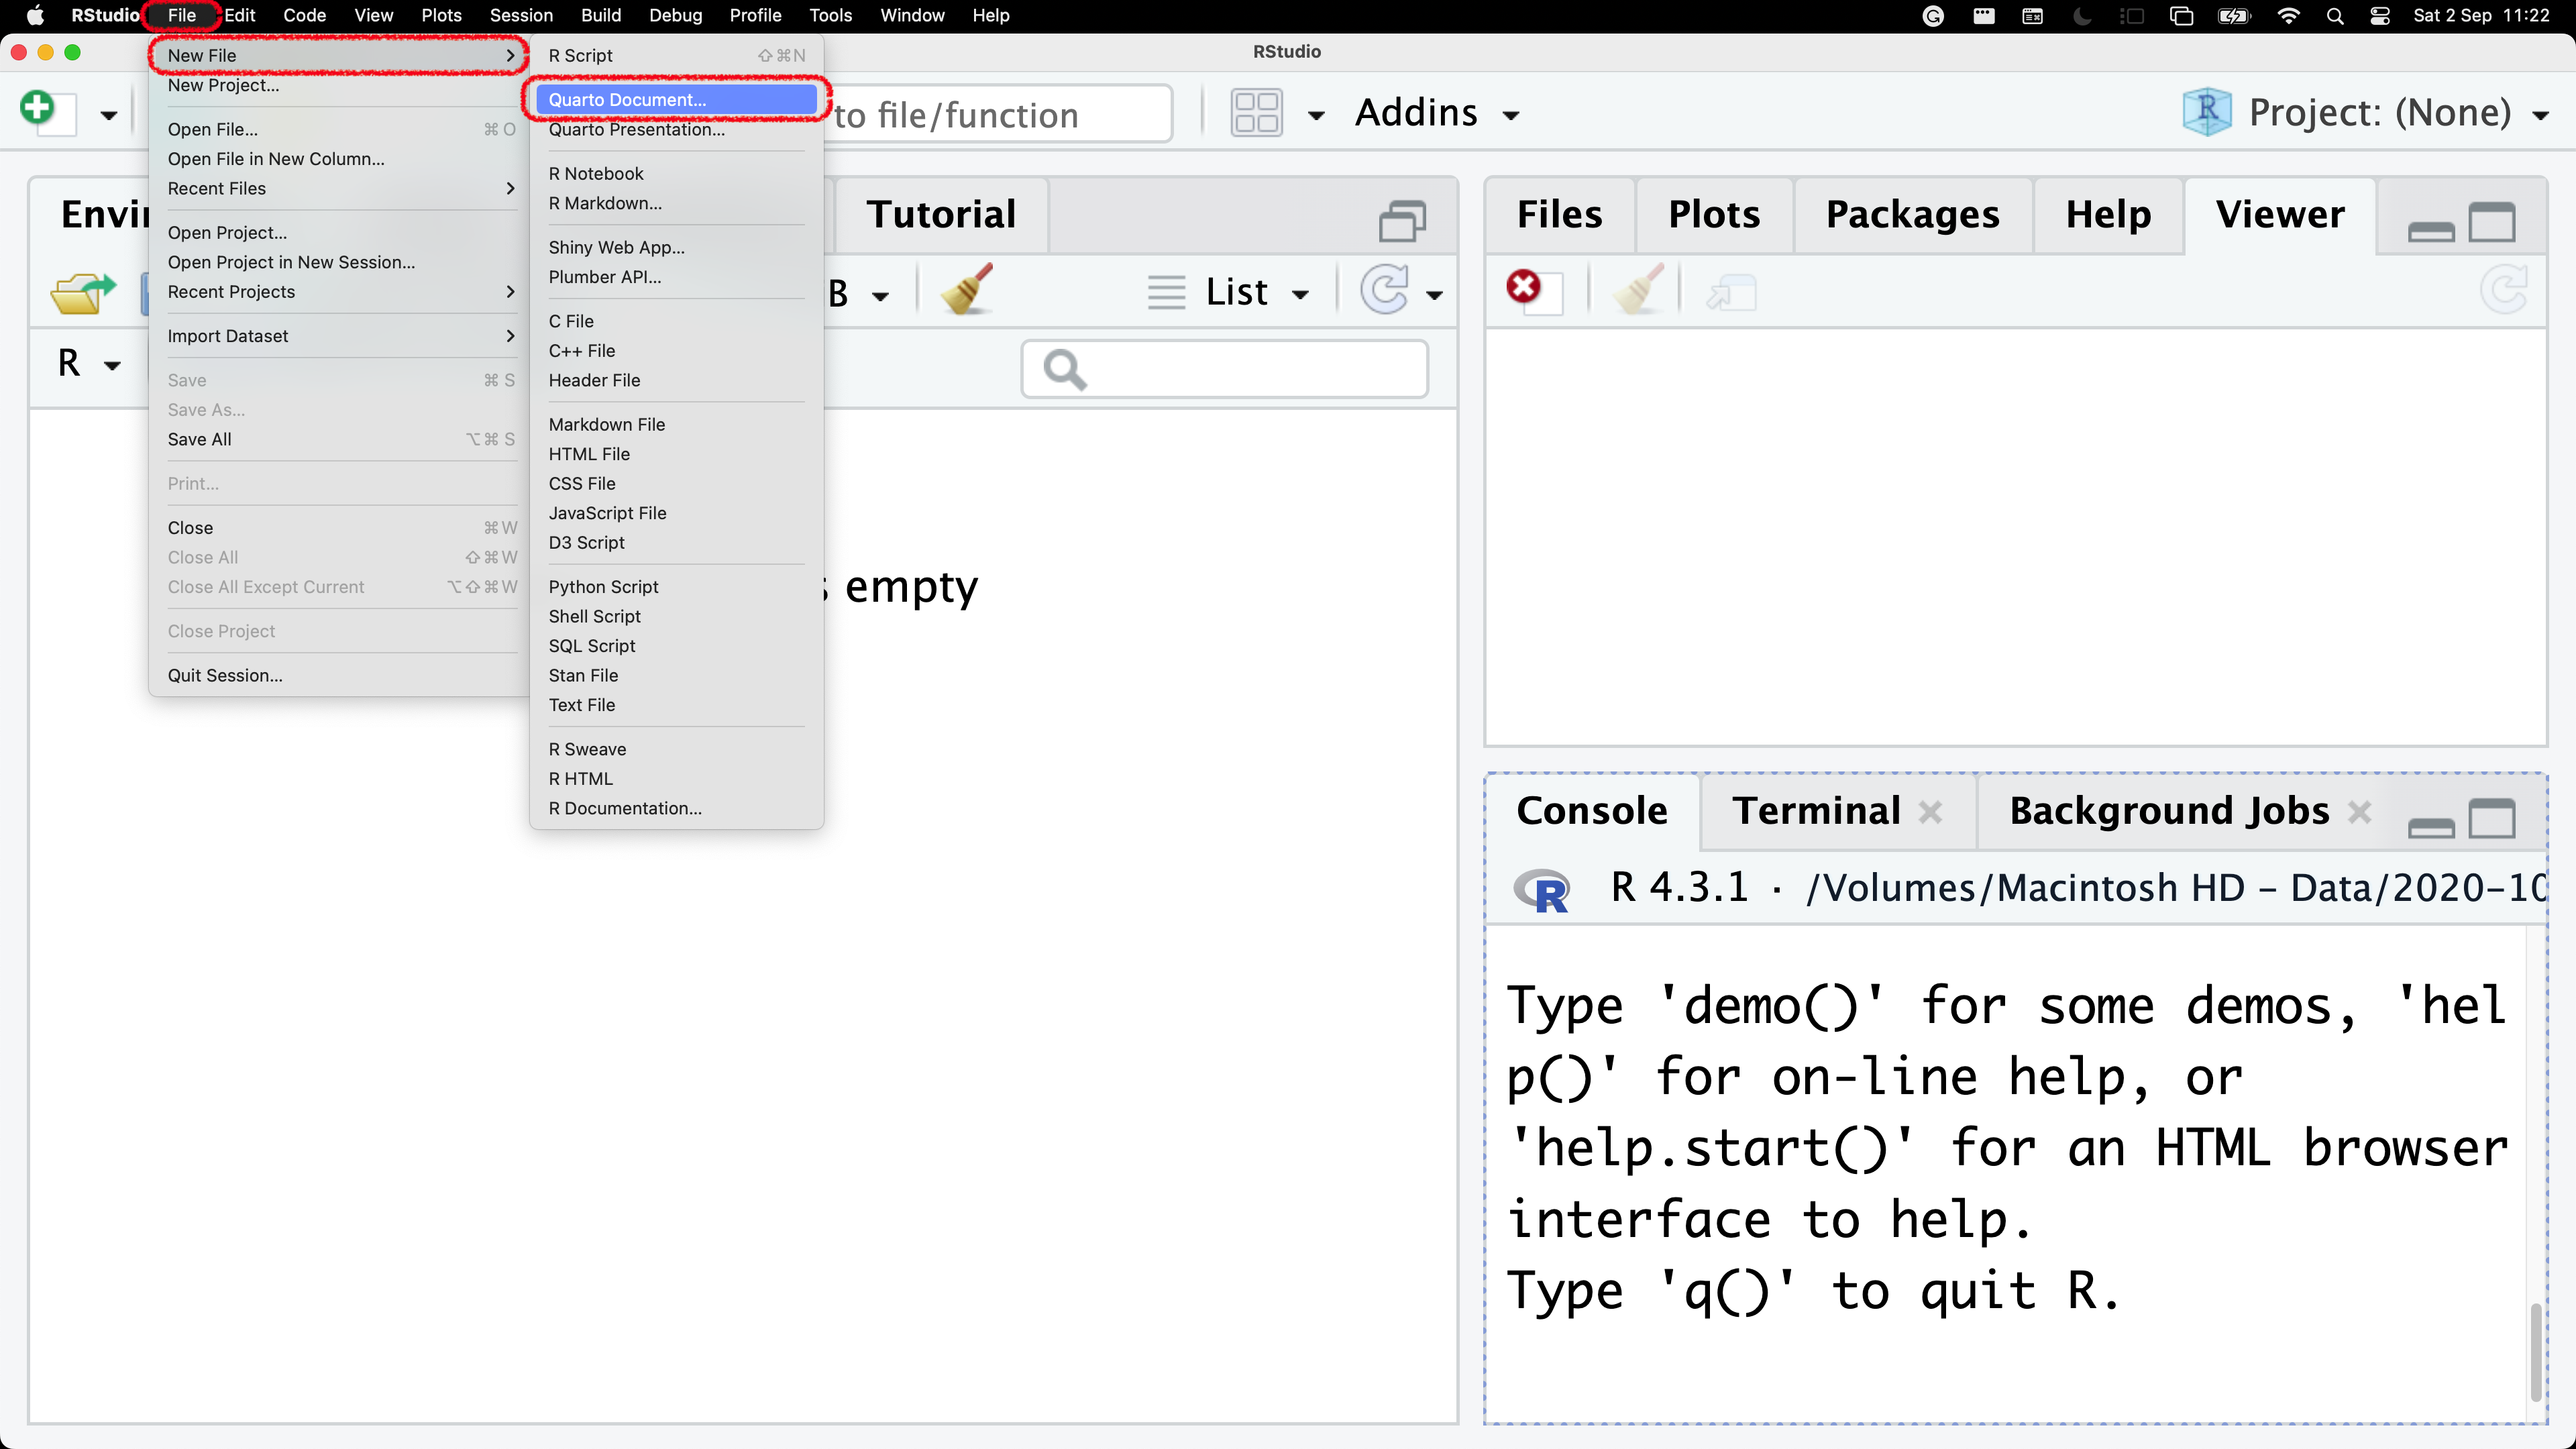 RStudio File Edit Code View Plots Session Build Debug Profile Tools Window Help Sat 2 Sep 11:22
RStudio
New File
New Project...
Open File... ⌘ O
Open File in New Column...
Recent Files
Open Project...
Open Project in New Session...
Recent Projects
Import Dataset
Save ⌘ S
Save As...
Save All ⌥⌘ S
Print...
Close ⌘W
Close All ⇧⌘W
Close All Except Current ⌥⇧⌘W
Close Project
Quit Session...
R Script ⇧⌘N
Quarto Document...
Quarto Presentation...
R Notebook
R Markdown...
Shiny Web App...
Plumber API...
C File
C++ File
Header File
Markdown File
HTML File
CSS File
JavaScript File
D3 Script
Python Script
Shell Script
SQL Script
Stan File
Text File
R Sweave
R HTML
R Documentation...
to file/function
Addins
Project: (None)
Envir
Tutorial
B
List
R
empty
Files Plots Packages Help Viewer
Console Terminal Background Jobs
R 4.3.1 · /Volumes/Macintosh HD – Data/2020-10
Type 'demo()' for some demos, 'hel
p()' for on-line help, or
'help.start()' for an HTML browser
interface to help.
Type 'q()' to quit R.